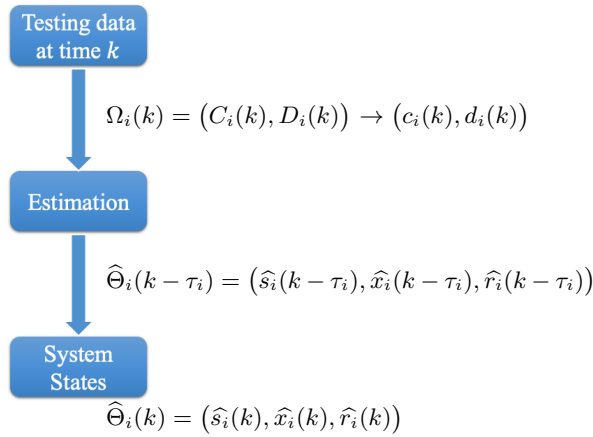 Testing data
at time k
Ω_i(k) = (C_i(k), D_i(k)) → (c_i(k), d_i(k))
Estimation
Θ̂_i(k − τ_i) = (ŝ_i(k − τ_i), x̂_i(k − τ_i), r̂_i(k − τ_i))
System
States
Θ̂_i(k) = (ŝ_i(k), x̂_i(k), r̂_i(k))